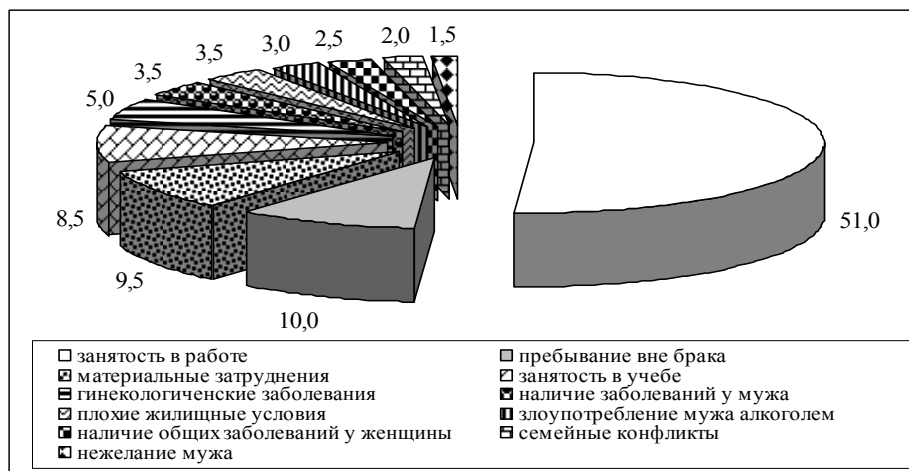 3,5 3,5 3,0 2,5 2,0 1,5
5,0
8,5
9,5
10,0
51,0
занятость в работе
пребывание вне брака
материальные затруднения
занятость в учебе
гинекологиченские заболевания
наличие заболеваний у мужа
плохие жилищные условия
злоупотребление мужа алкоголем
наличие общих заболеваний у женщины
семейные конфликты
нежелание мужа